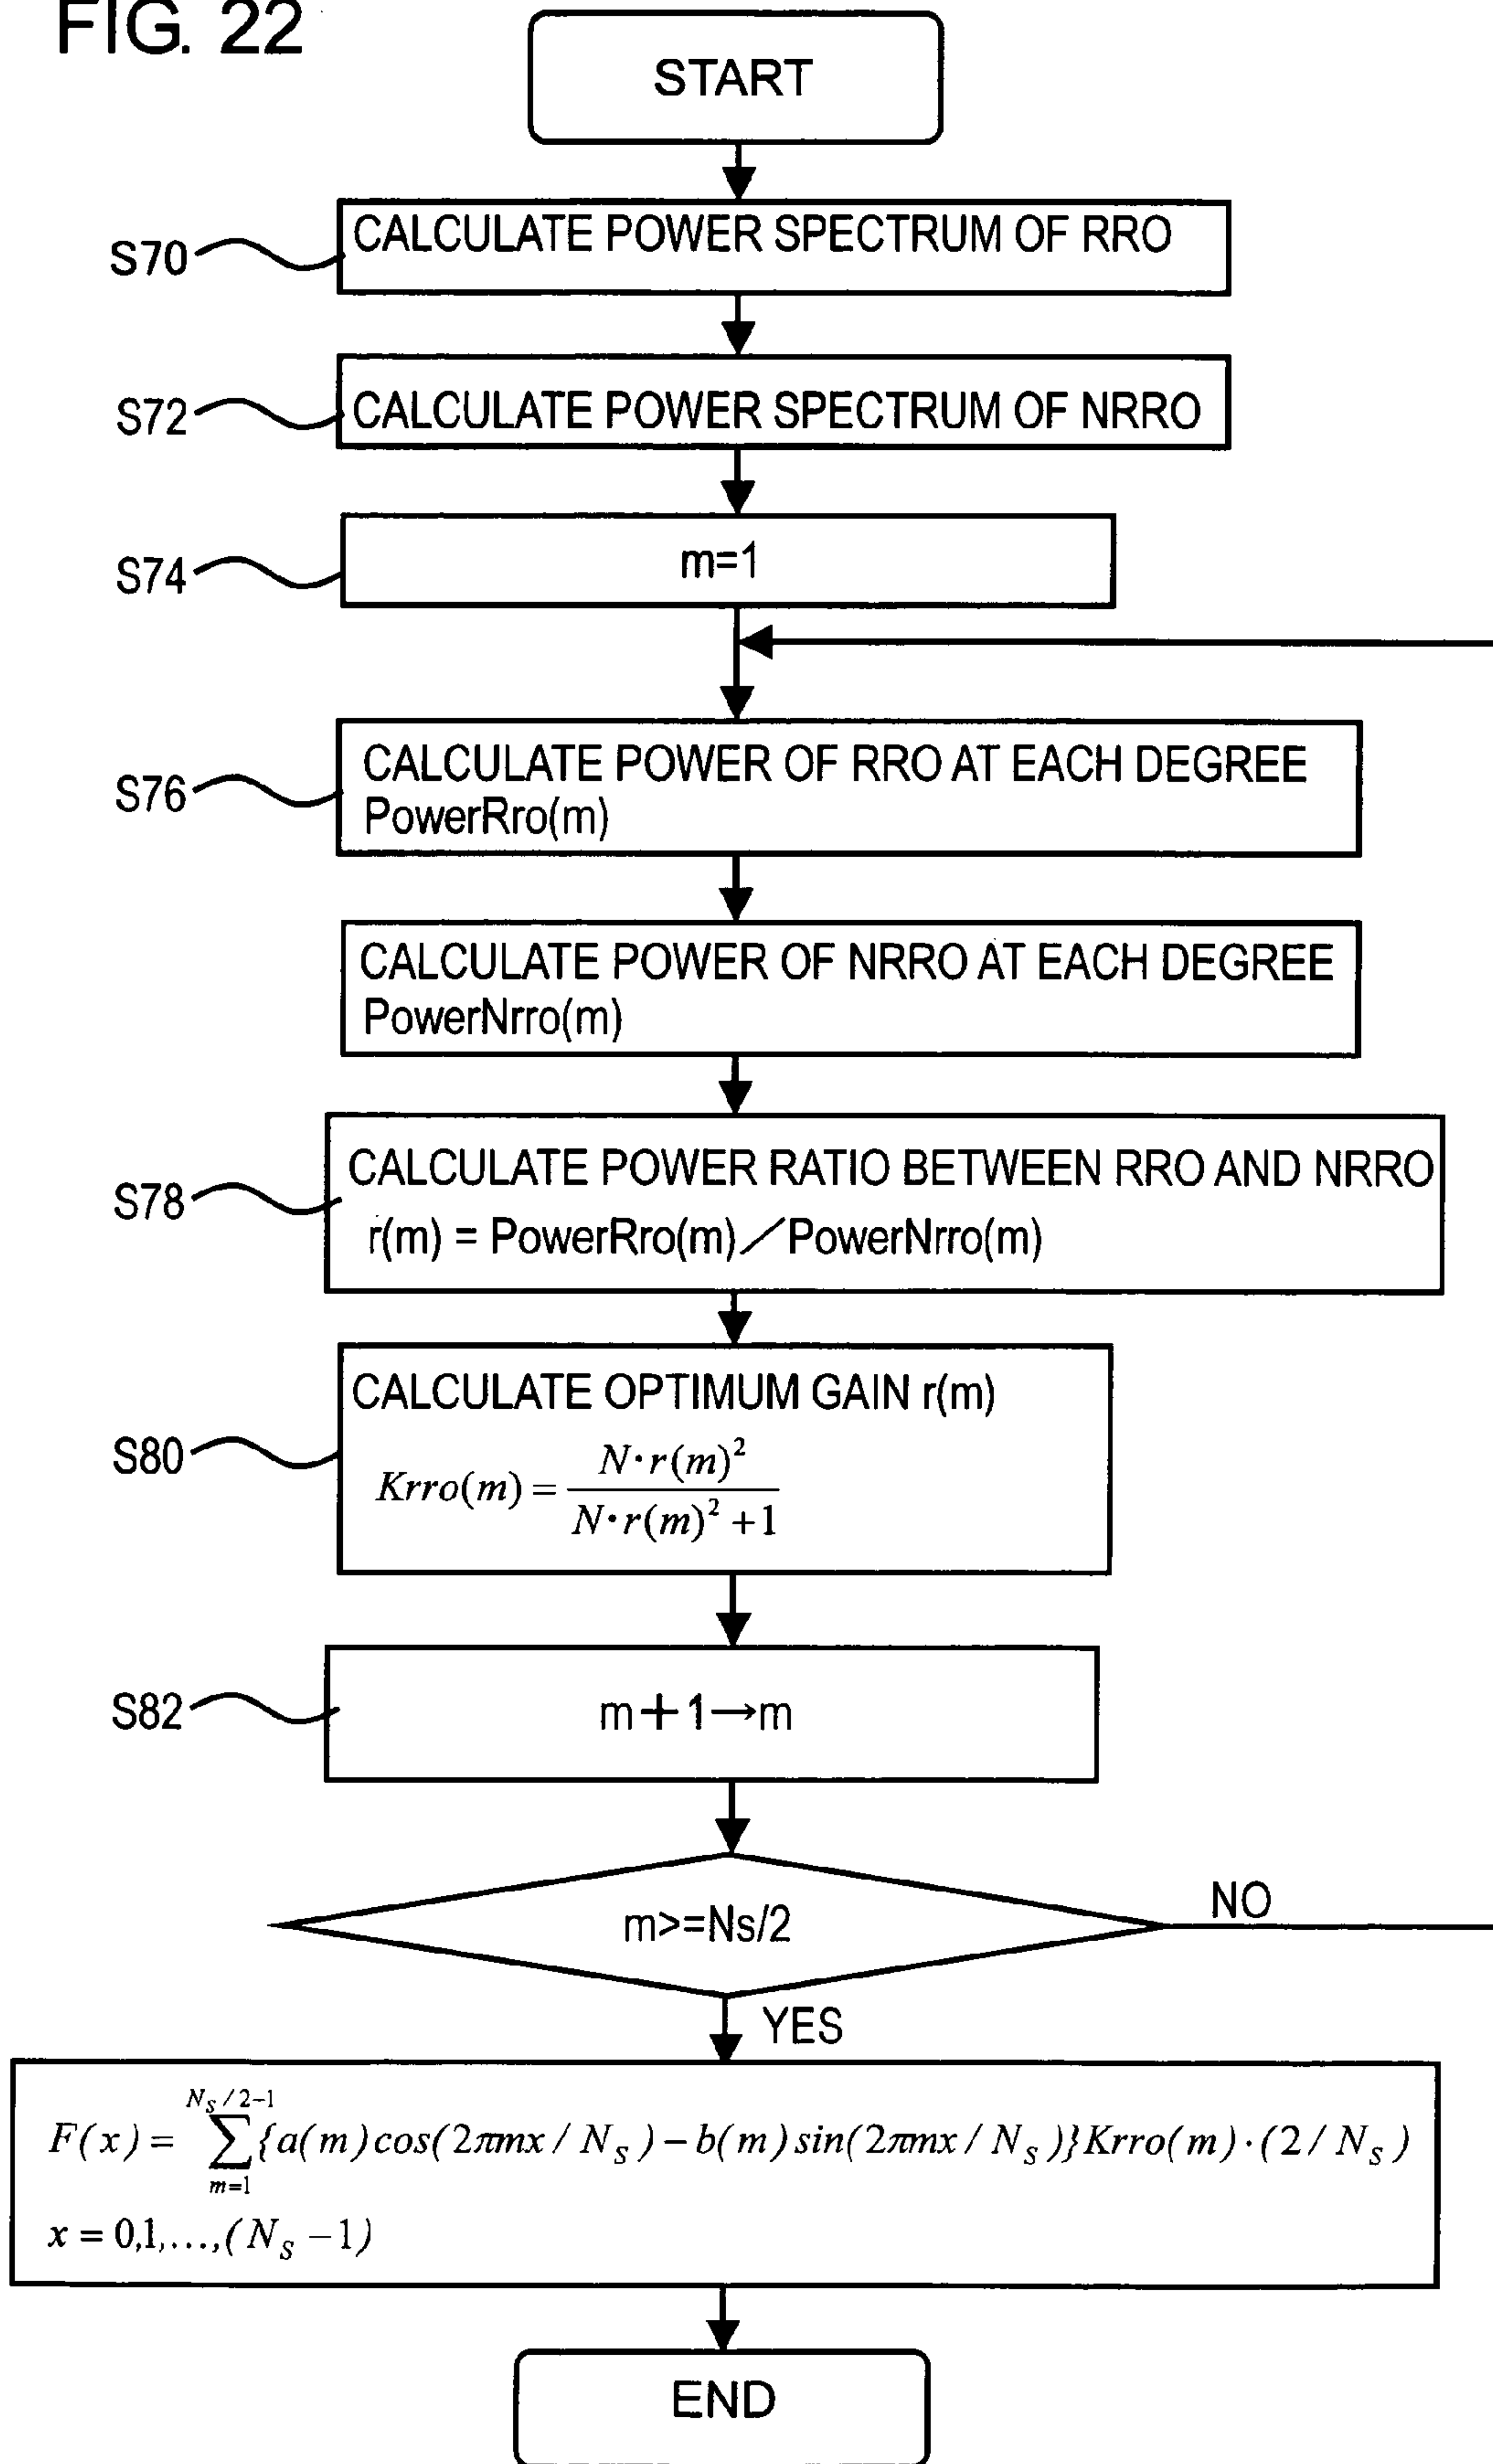 FIG. 22
START
S70
CALCULATE POWER SPECTRUM OF RRO
S72
CALCULATE POWER SPECTRUM OF NRRO
S74
m=1
S76
CALCULATE POWER OF RRO AT EACH DEGREE
PowerRro(m)
CALCULATE POWER OF NRRO AT EACH DEGREE
PowerNrro(m)
S78
CALCULATE POWER RATIO BETWEEN RRO AND NRRO
r(m) = PowerRro(m)／PowerNrro(m)
S80
CALCULATE OPTIMUM GAIN r(m)
Krro(m) = \frac{N·r(m)^2}{N·r(m)^2 +1}
S82
m+1→m
m>=Ns/2
NO
YES
F(x) = \sum_{m=1}^{N_S/2-1} {a(m)cos(2πmx/N_S) - b(m)sin(2πmx/N_S)}Krro(m)·(2/N_S)
x = 0,1,...,(N_S -1)
END